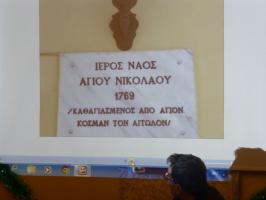 ΙΕΡΟΣ ΝΑΟΣ
ΑΓΙΟΥ ΝΙΚΟΛΑΟΥ
1769
/ΚΑΘΑΓΙΑΣΜΕΝΟΣ ΑΠΟ ΑΓΙΟΝ
ΚΟΣΜΑΝ ΤΟΝ ΑΙΤΩΛΟΝ/